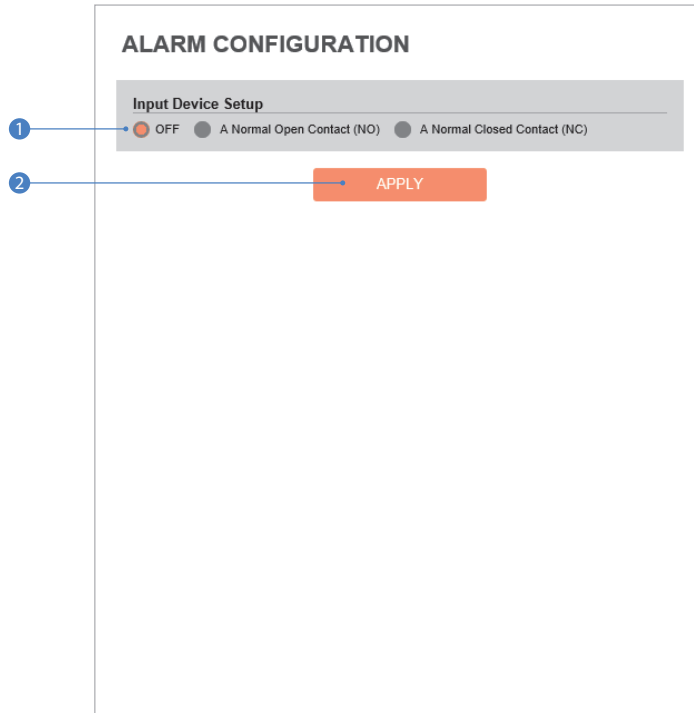 ALARM CONFIGURATION
Input Device Setup
1 OFF A Normal Open Contact (NO) A Normal Closed Contact (NC)
2 APPLY